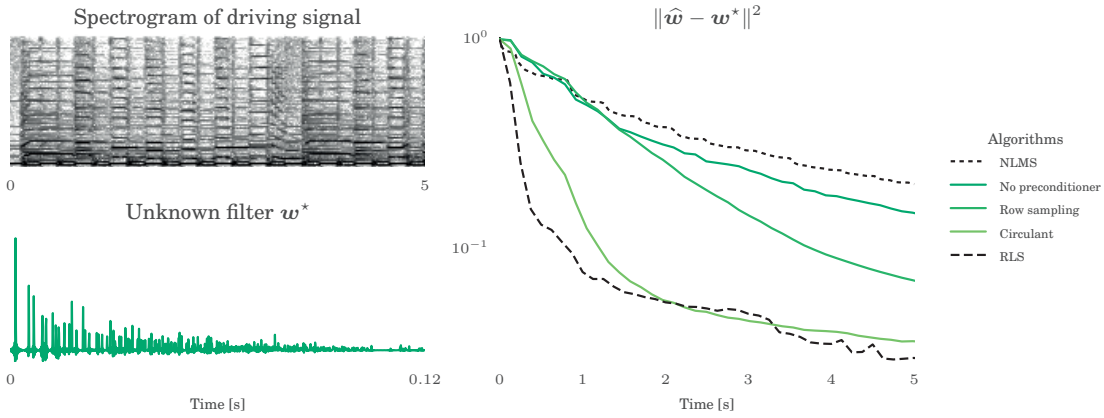 Spectrogram of driving signal
0 5
Unknown filter w*
0 0.12
Time [s]
‖ŵ − w*‖²
10⁰
10⁻¹
0 1 2 3 4 5
Time [s]
Algorithms
NLMS
No preconditioner
Row sampling
Circulant
RLS